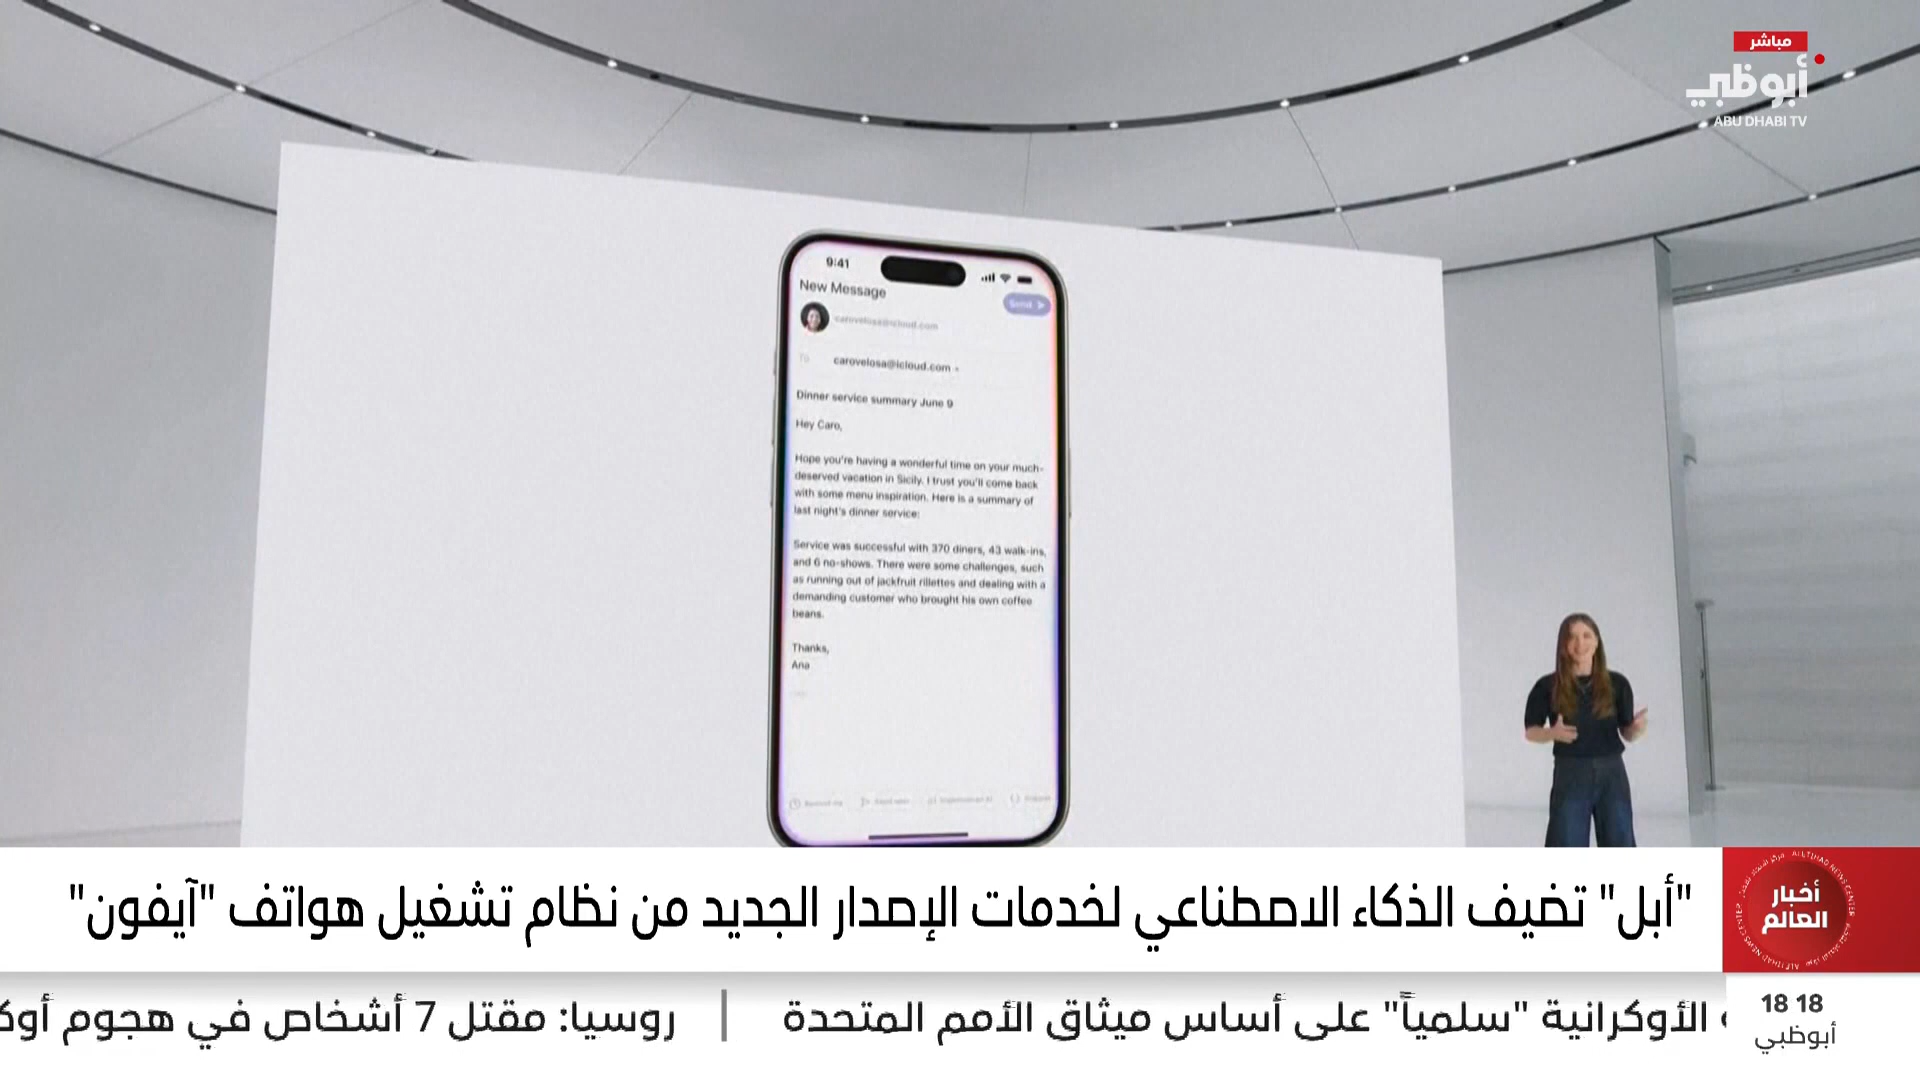 مباشر
أبوظبي
ABU DHABI TV
9:41
New Message
Send
carovelosa@icloud.com
To carovelosa@icloud.com
Dinner service summary June 9
Hey Caro,
Hope you're having a wonderful time on your much-
deserved vacation in Sicily. I trust you'll come back
with some menu inspiration. Here is a summary of
last night's dinner service:
Service was successful with 370 diners, 43 walk-ins,
and 6 no-shows. There were some challenges, such
as running out of jackfruit rillettes and dealing with a
demanding customer who brought his own coffee
beans.
Thanks,
Ana
أخبار
العالم
"أبل" تضيف الذكاء الاصطناعي لخدمات الإصدار الجديد من نظام تشغيل هواتف "آيفون"
18 18
أبوظبي
الأوكرانية "سلمياً" على أساس ميثاق الأمم المتحدة | روسيا: مقتل 7 أشخاص في هجوم